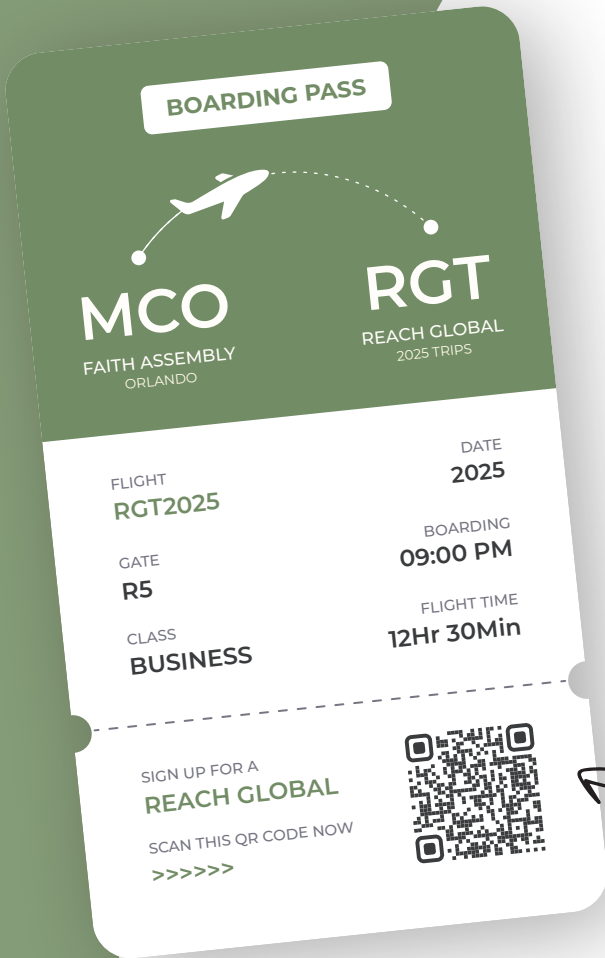 BOARDING PASS
MCO
FAITH ASSEMBLY
ORLANDO
RGT
REACH GLOBAL
2025 TRIPS
FLIGHT
RGT2025
DATE
2025
GATE
R5
BOARDING
09:00 PM
CLASS
BUSINESS
FLIGHT TIME
12Hr 30Min
SIGN UP FOR A
REACH GLOBAL
SCAN THIS QR CODE NOW
>>>>>>